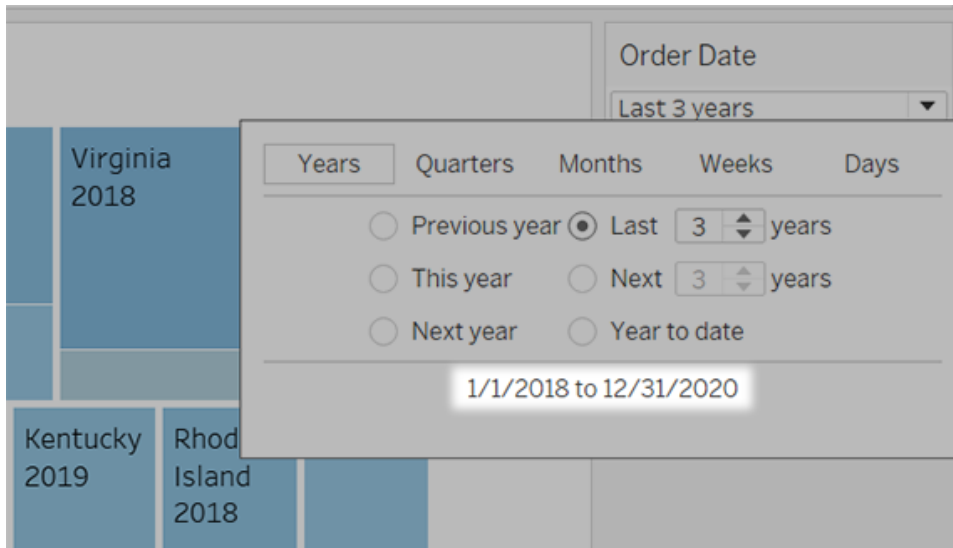 Order Date
Last 3 years
Virginia
2018
Years Quarters Months Weeks Days
Previous year Last 3 years
This year Next 3 years
Next year Year to date
1/1/2018 to 12/31/2020
Kentucky
2019
Rhod
Island
2018